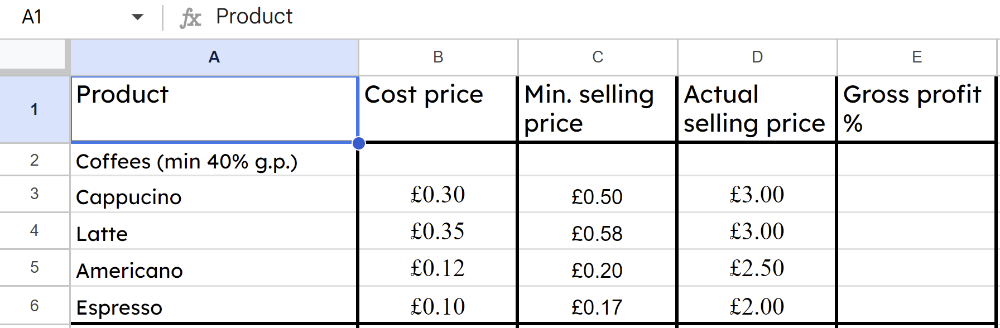 A1 fx Product
A B C D E
1 Product Cost price Min. selling price Actual selling price Gross profit %
2 Coffees (min 40% g.p.)
3 Cappucino £0.30 £0.50 £3.00
4 Latte £0.35 £0.58 £3.00
5 Americano £0.12 £0.20 £2.50
6 Espresso £0.10 £0.17 £2.00